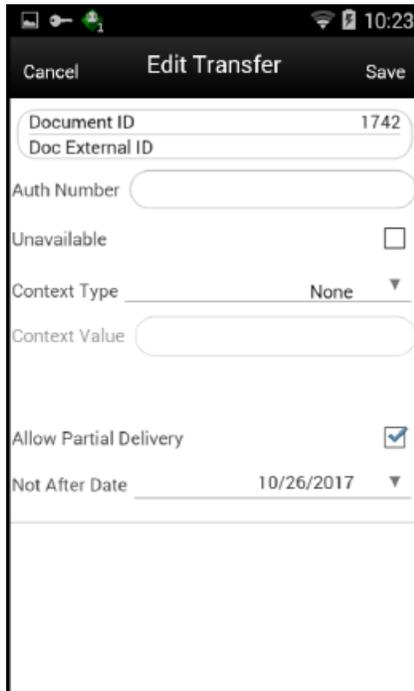 1 10:23
Cancel Edit Transfer Save
Document ID 1742
Doc External ID
Auth Number
Unavailable
Context Type None
Context Value
Allow Partial Delivery
Not After Date 10/26/2017